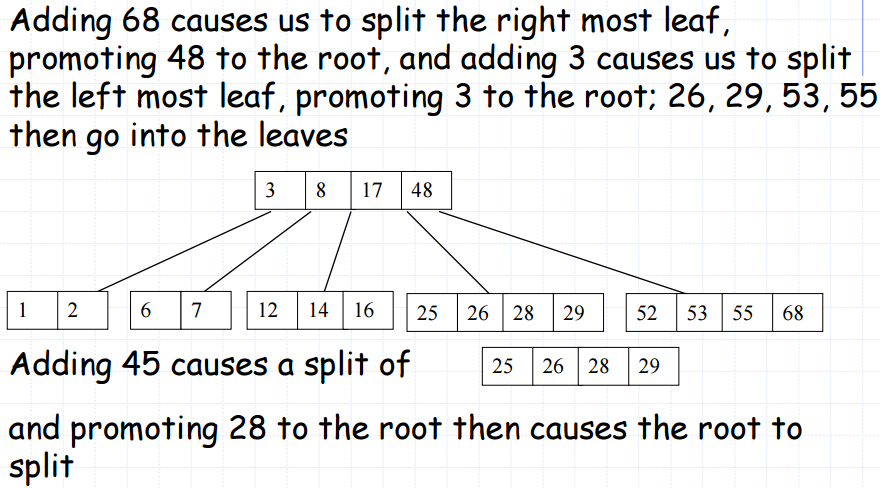 Adding 68 causes us to split the right most leaf,
promoting 48 to the root, and adding 3 causes us to split
the left most leaf, promoting 3 to the root; 26, 29, 53, 55
then go into the leaves
3 8 17 48
1 2 6 7 12 14 16 25 26 28 29 52 53 55 68
Adding 45 causes a split of 25 26 28 29
and promoting 28 to the root then causes the root to
split